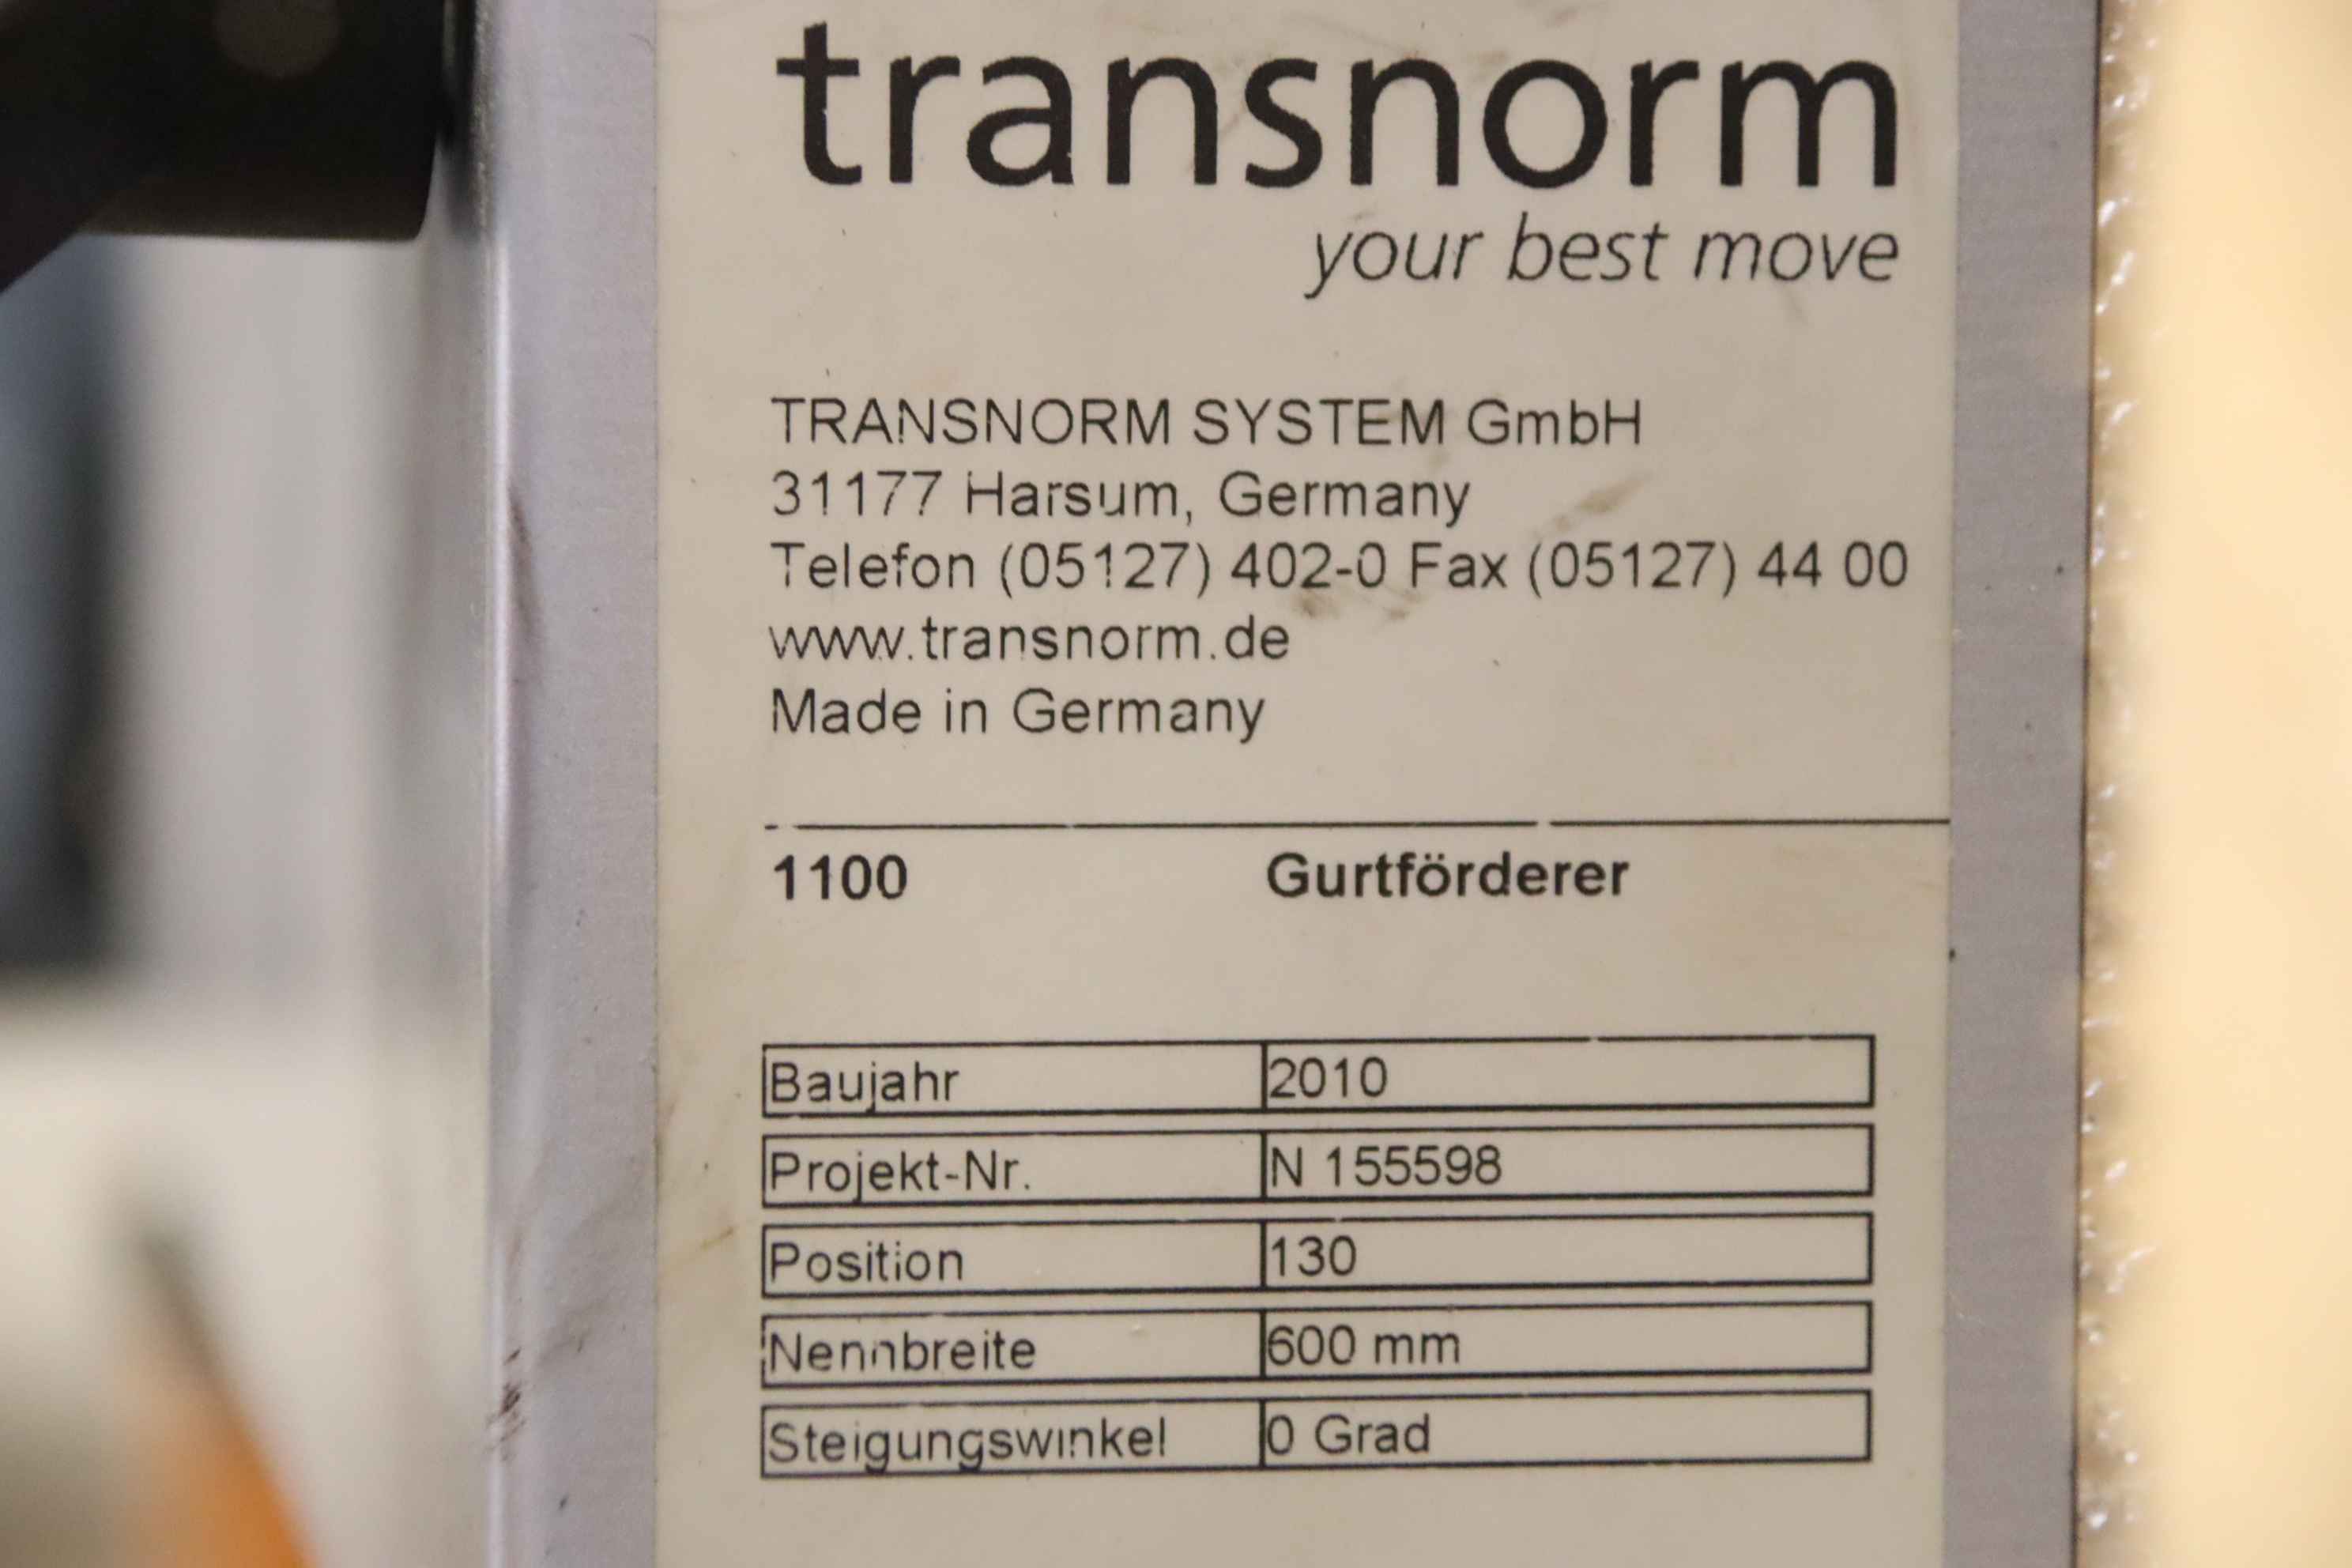 transnorm
your best move
TRANSNORM SYSTEM GmbH
31177 Harsum, Germany
Telefon (05127) 402-0 Fax (05127) 44 00
www.transnorm.de
Made in Germany
1100 Gurtförderer
Baujahr 2010
Projekt-Nr. N 155598
Position 130
Nennbreite 600 mm
Steigungswinkel 0 Grad